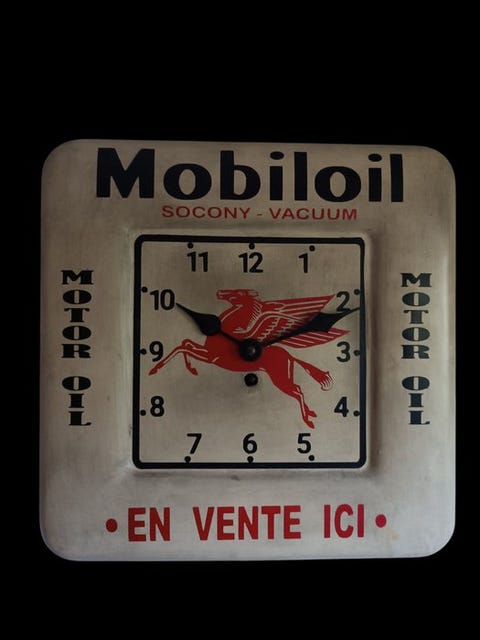 Mobiloil
SOCONY - VACUUM
MOTOR OIL
11 12 1
10 2
9 3
8 4
7 6 5
MOTOR OIL
• EN VENTE ICI •